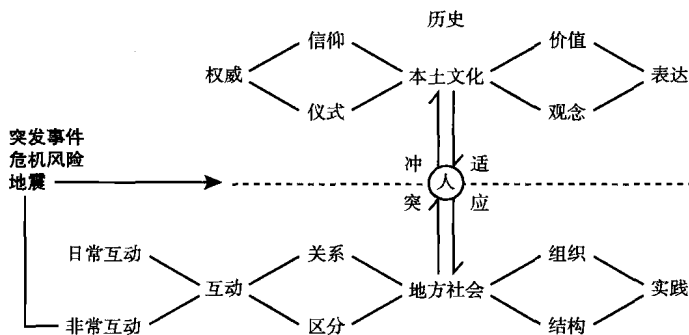 历史
信仰
价值
权威
本土文化
表达
仪式
观念
突发事件
危机风险
地震
冲
适
人
突
应
日常互动
关系
组织
互动
地方社会
实践
非常互动
区分
结构